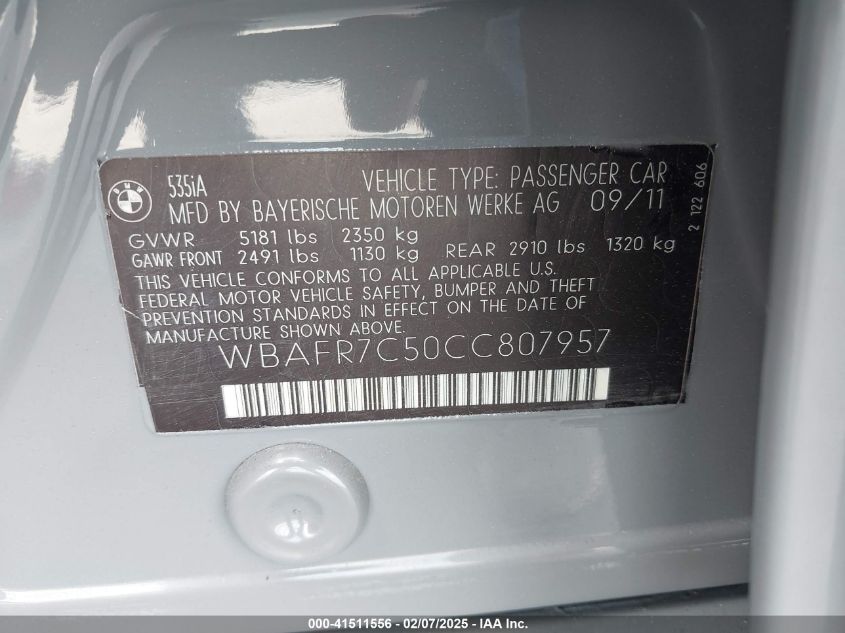 BMW
535iA VEHICLE TYPE: PASSENGER CAR
MFD BY BAYERISCHE MOTOREN WERKE AG 09/11
GVWR 5181 lbs 2350 kg
GAWR FRONT 2491 lbs 1130 kg REAR 2910 lbs 1320 kg
THIS VEHICLE CONFORMS TO ALL APPLICABLE U.S.
FEDERAL MOTOR VEHICLE SAFETY, BUMPER AND THEFT
PREVENTION STANDARDS IN EFFECT ON THE DATE OF
MANUFACTURE SHOWN ABOVE.
WBAFR7C50CC807957
2 122 606
000-41511556 - 02/07/2025 - © IAA Inc.